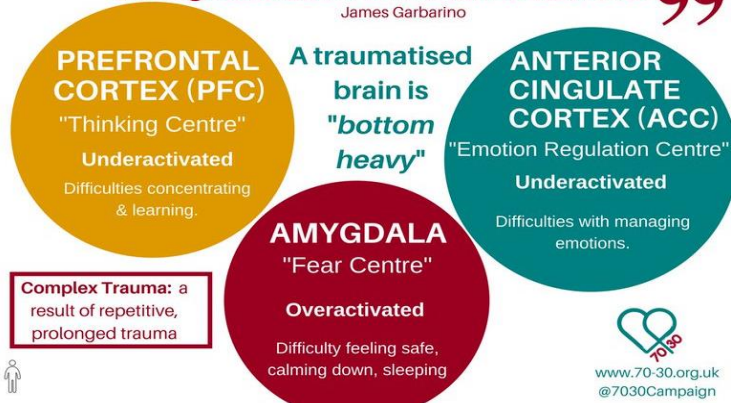 James Garbarino
PREFRONTAL
CORTEX (PFC)
"Thinking Centre"
Underactivated
Difficulties concentrating
& learning.
A traumatised
brain is
"bottom
heavy"
ANTERIOR
CINGULATE
CORTEX (ACC)
"Emotion Regulation Centre"
Underactivated
Difficulties with managing
emotions.
AMYGDALA
"Fear Centre"
Overactivated
Difficulty feeling safe,
calming down, sleeping
Complex Trauma: a
result of repetitive,
prolonged trauma
70-30
www.70-30.org.uk
@7030Campaign